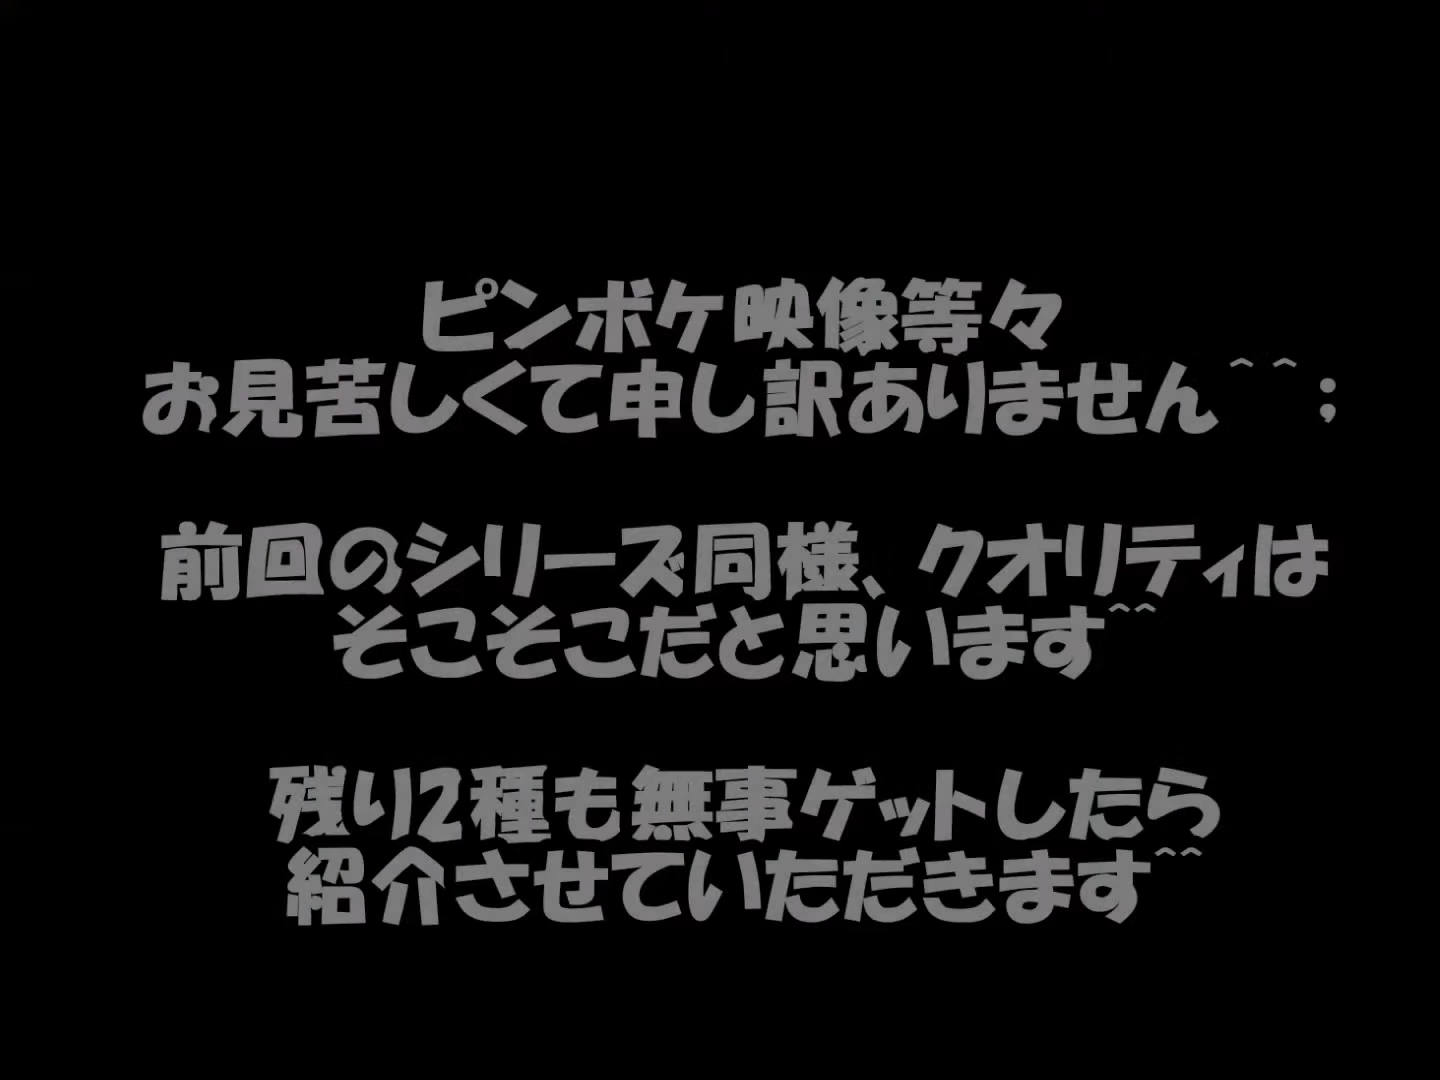 ピンボケ映像等々
お見苦しくて申し訳ありません＾＾；
前回のシリーズ同様、クオリティは
そこそこだと思います^^
残り2種も無事ゲットしたら
紹介させていただきます^^